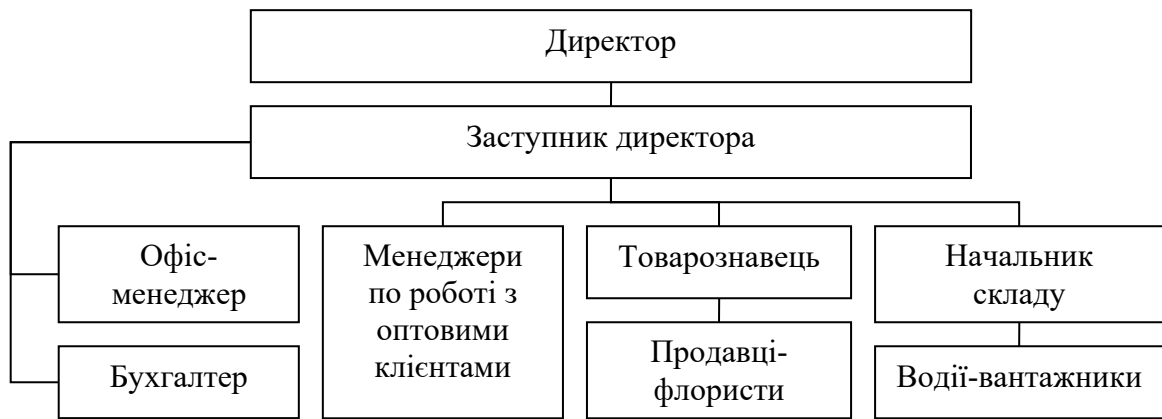 Директор
Заступник директора
Офіс-
менеджер
Бухгалтер
Менеджери
по роботі з
оптовими
клієнтами
Товарознавець
Продавці-
флористи
Начальник
складу
Водії-вантажники